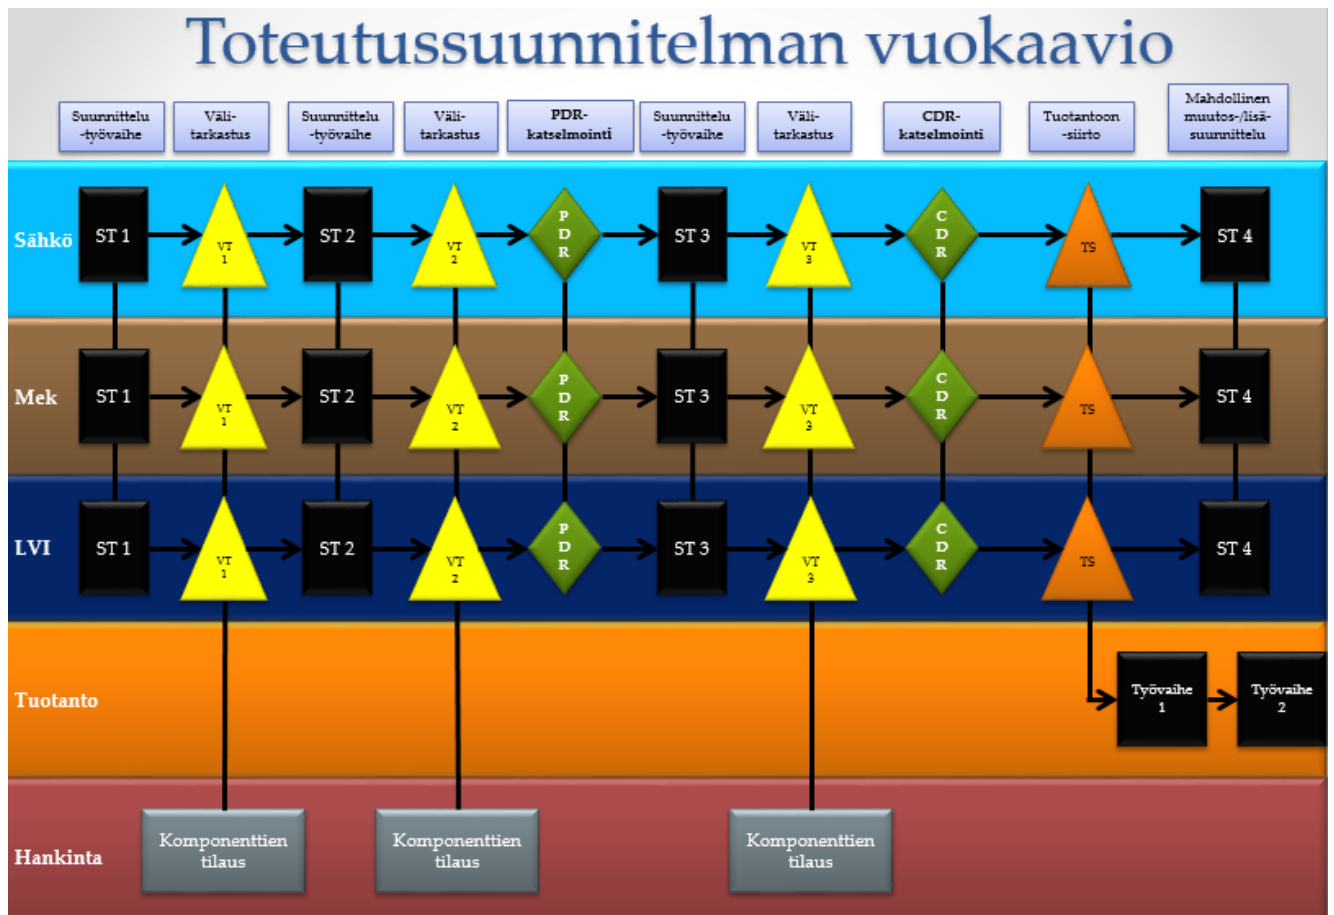 Toteutussuunnitelman vuokaavio
Suunnittelu
-työvaihe
Väli-
tarkastus
Suunnittelu
-työvaihe
Väli-
tarkastus
PDR-
katselmointi
Suunnittelu
-työvaihe
Väli-
tarkastus
CDR-
katselmointi
Tuotantoon
-siirto
Mahdollinen
muutos-/lisä-
suunnittelu
Sähkö
ST 1
VT
1
ST 2
VT
2
P
D
R
ST 3
VT
3
C
D
R
TS
ST 4
Mek
ST 1
VT
1
ST 2
VT
2
P
D
R
ST 3
VT
3
C
D
R
TS
ST 4
LVI
ST 1
VT
1
ST 2
VT
2
P
D
R
ST 3
VT
3
C
D
R
TS
ST 4
Tuotanto
Työvaihe
1
Työvaihe
2
Hankinta
Komponenttien
tilaus
Komponenttien
tilaus
Komponenttien
tilaus